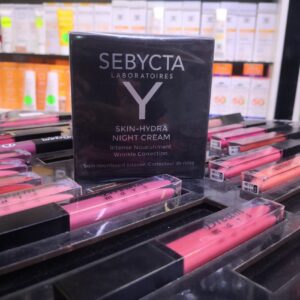 SEBYCTA
LABORATOIRES
Y
SKIN-HYDRA
NIGHT CREAM
Intense Nourishment
Wrinkle Correction